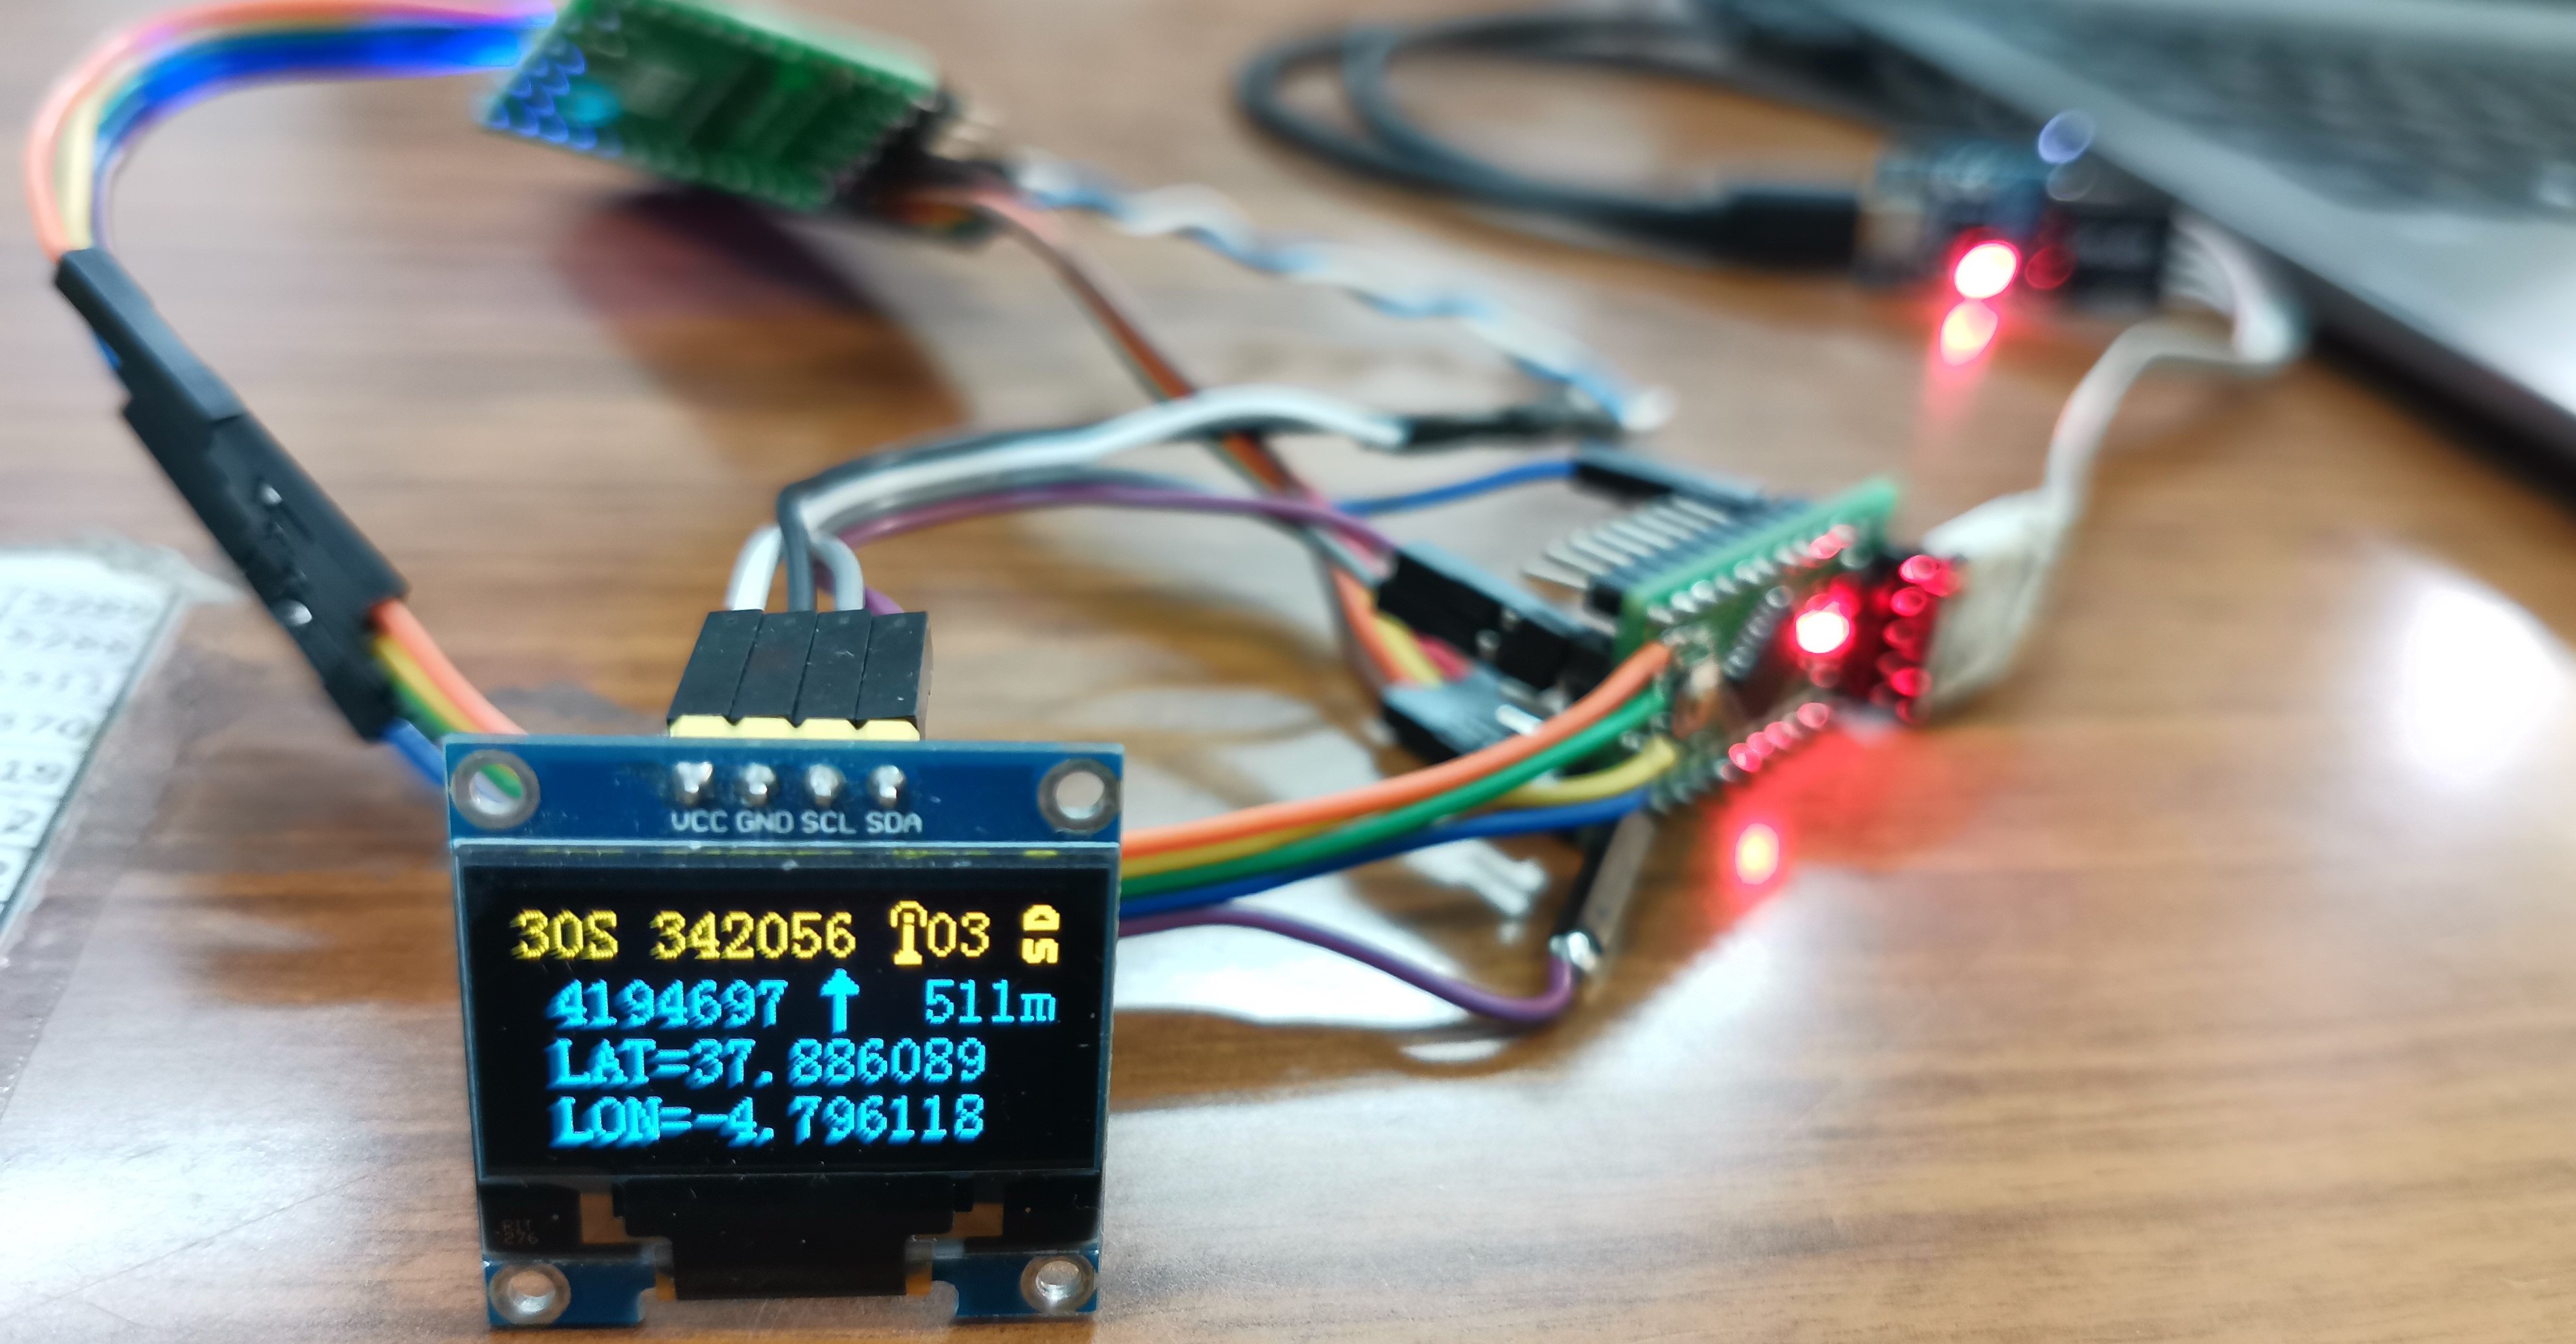 VCC GND SCL SDA
30S 342056 03 SD
4194697 511m
LAT=37.886089
LON=-4.796118